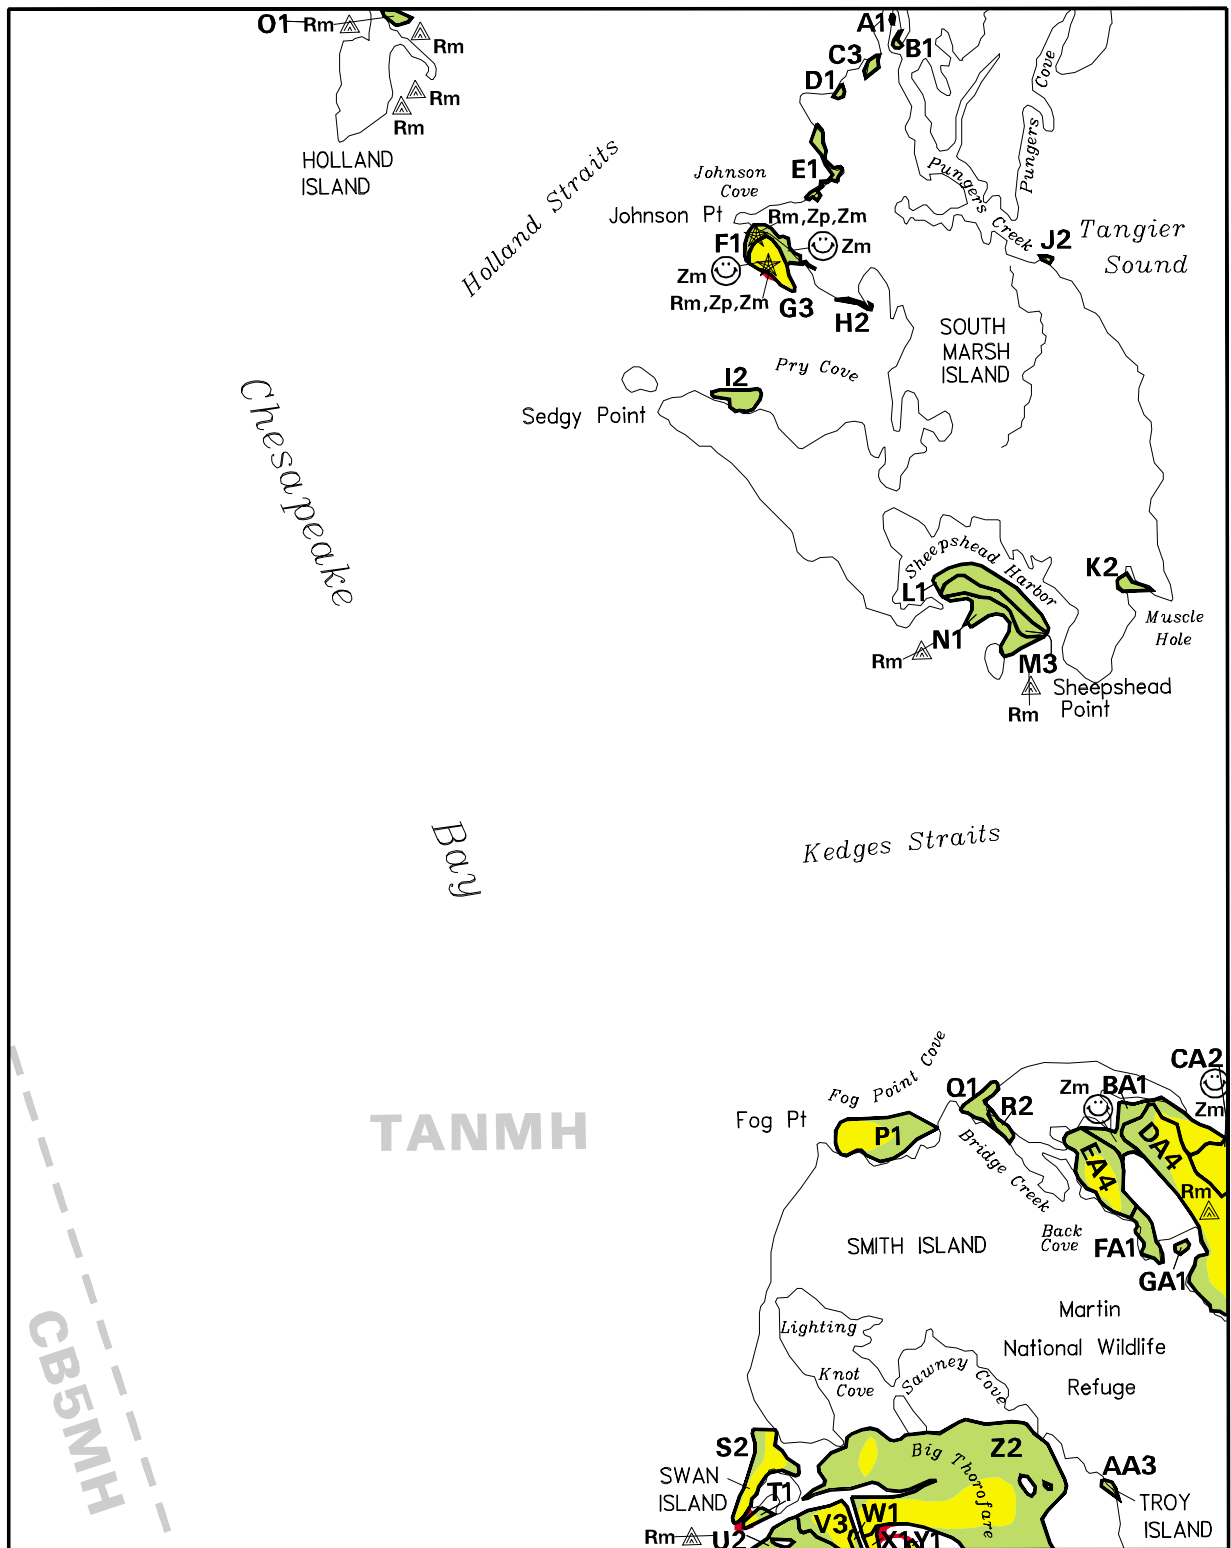 O1
Rm
Rm
Rm
Rm
HOLLAND
ISLAND
A1
B1
C3
D1
E1
Pungers Cove
Pungers
Pungers Creek
Holland Straits
Johnson
Cove
Johnson Pt
Rm,Zp,Zm
F1
Zm
Zm
Rm,Zp,Zm
G3
H2
J2
Tangier
Sound
SOUTH
MARSH
ISLAND
Pry Cove
I2
Sedgy Point
Chesapeake
Bay
Sheepshead Harbor
L1
N1
Rm
M3
Rm
Sheepshead
Point
K2
Muscle
Hole
Kedges Straits
TANMH
CB5MH
Fog Point Cove
Fog Pt
P1
Q1
R2
Bridge Creek
Zm
BA1
CA2
Zm
DA4
EA4
Rm
Back
Cove
FA1
GA1
SMITH ISLAND
Martin
National Wildlife
Refuge
Lighting
Knot
Cove
Sawney Cove
Big Thorofare
Z2
S2
SWAN
ISLAND
T1
Rm
U2
V3
W1
X1
Y1
AA3
TROY
ISLAND